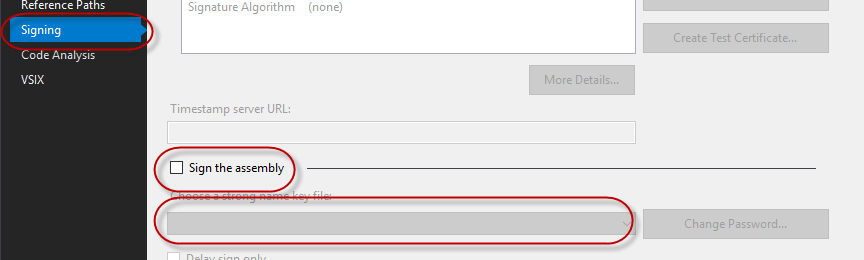 Reference Paths
Signing
Code Analysis
VSIX
Signature Algorithm (none)
Create Test Certificate...
More Details...
Timestamp server URL:
Sign the assembly
Choose a strong name key file:
Change Password...
Delay sign only